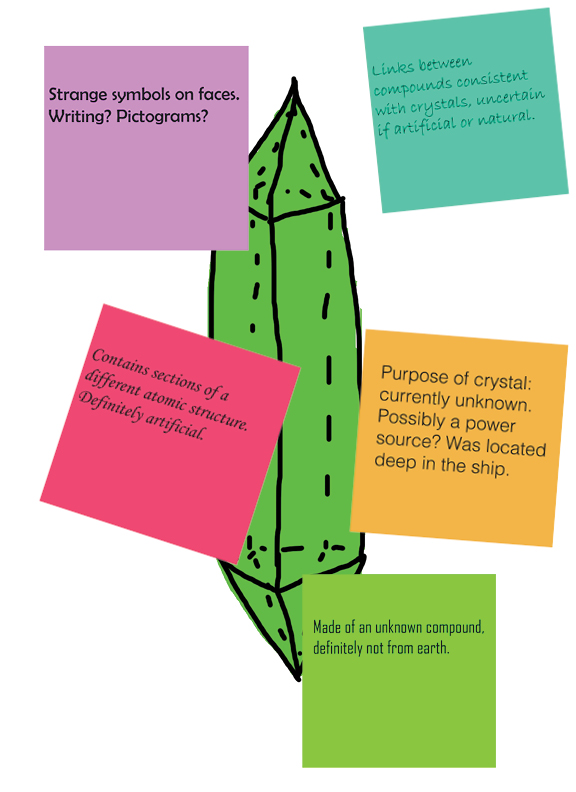 Strange symbols on faces.
Writing? Pictograms?
Links between
compounds consistent
with crystals, uncertain
if artificial or natural.
Contains sections of a
different atomic structure.
Definitely artificial.
Purpose of crystal:
currently unknown.
Possibly a power
source? Was located
deep in the ship.
Made of an unknown compound,
definitely not from earth.